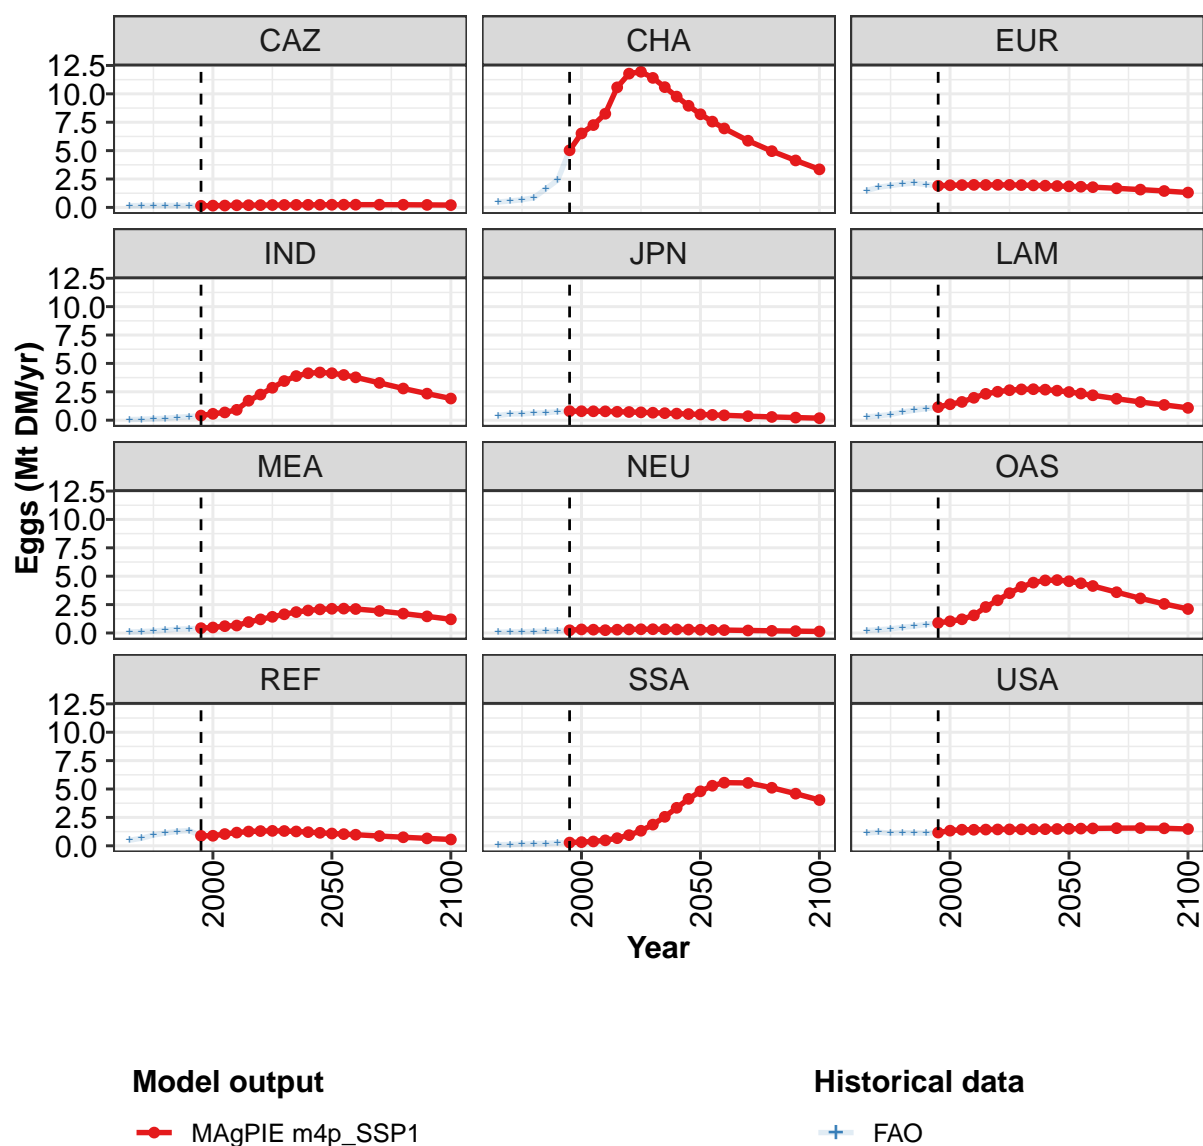 CAZ CHA EUR
12.5
10.0
7.5
5.0
2.5
0.0
IND JPN LAM
12.5
10.0
7.5
5.0
2.5
0.0
MEA NEU OAS
12.5
10.0
7.5
5.0
2.5
0.0
REF SSA USA
12.5
10.0
7.5
5.0
2.5
0.0
Eggs (Mt DM/yr)
2000 2050 2100 2000 2050 2100 2000 2050 2100
Year
Model output Historical data
MAgPIE m4p_SSP1 FAO